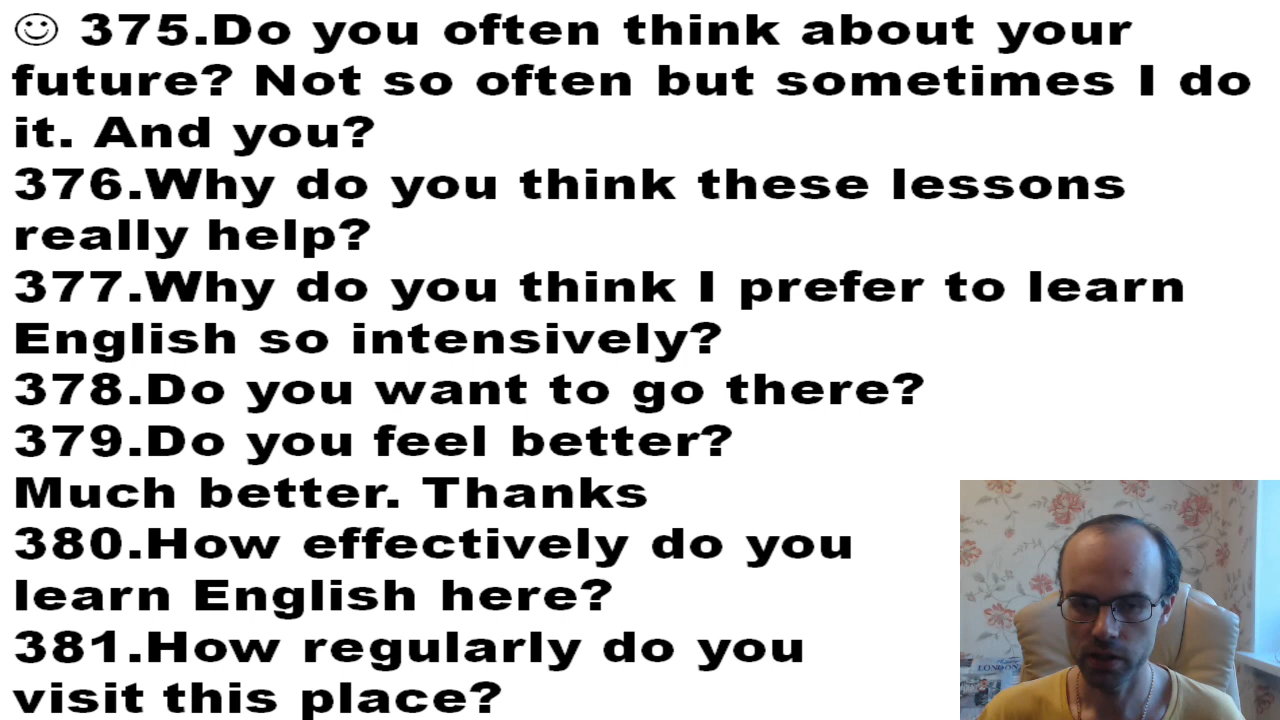 ☺ 375.Do you often think about your
future? Not so often but sometimes I do
it. And you?
376.Why do you think these lessons
really help?
377.Why do you think I prefer to learn
English so intensively?
378.Do you want to go there?
379.Do you feel better?
Much better. Thanks
380.How effectively do you
learn English here?
381.How regularly do you
visit this place?
LONDON